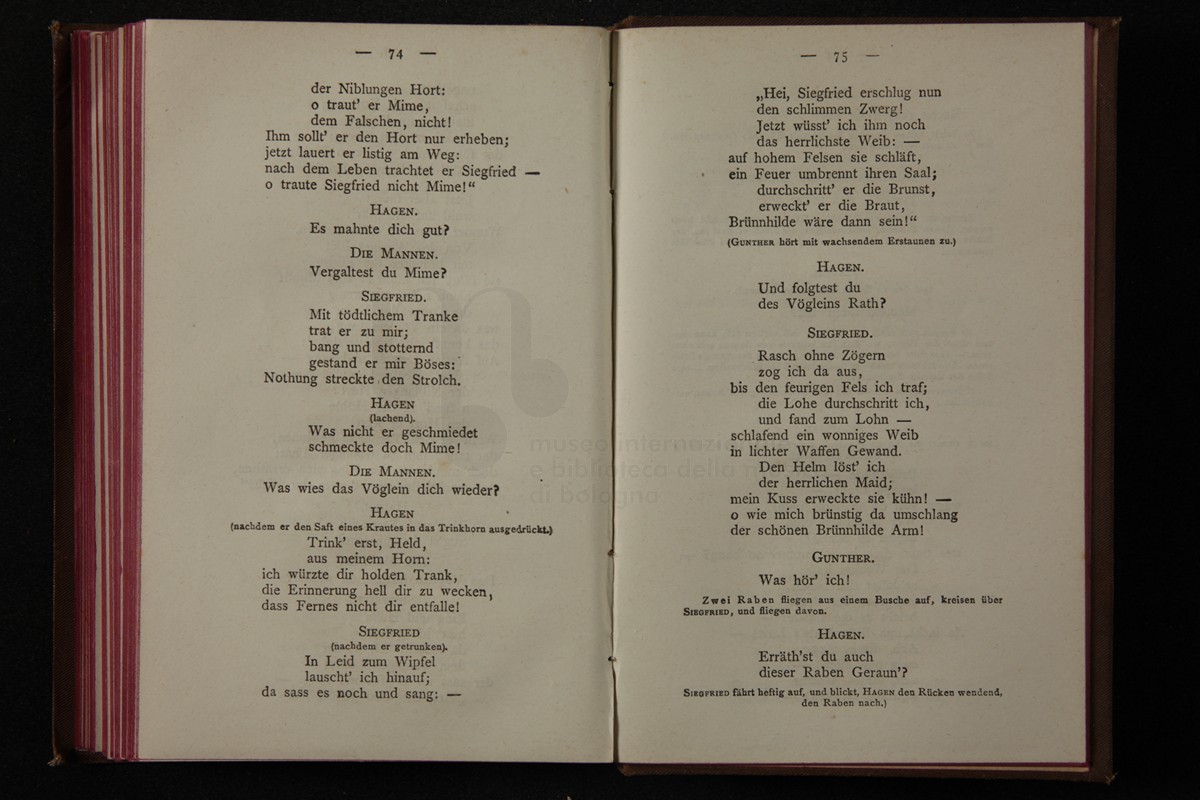 — 74 —
der Niblungen Hort:
o traut' er Mime,
dem Falschen, nicht!
Ihm sollt' er den Hort nur erheben;
jetzt lauert er listig am Weg:
nach dem Leben trachtet er Siegfried —
o traute Siegfried nicht Mime!“
HAGEN.
Es mahnte dich gut?
DIE MANNEN.
Vergaltest du Mime?
SIEGFRIED.
Mit tödtlichem Tranke
trat er zu mir;
bang und stotternd
gestand er mir Böses:
Nothung streckte den Strolch.
HAGEN
(lachend).
Was nicht er geschmiedet
schmeckte doch Mime!
DIE MANNEN.
Was wies das Vöglein dich wieder?
HAGEN
(nachdem er den Saft eines Krautes in das Trinkhorn ausgedrückt.)
Trink' erst, Held,
aus meinem Horn:
ich würzte dir holden Trank,
die Erinnerung hell dir zu wecken,
dass Fernes nicht dir entfalle!
SIEGFRIED
(nachdem er getrunken).
In Leid zum Wipfel
lauscht' ich hinauf;
da sass es noch und sang: —
— 75 —
„Hei, Siegfried erschlug nun
den schlimmen Zwerg!
Jetzt wüsst' ich ihm noch
das herrlichste Weib: —
auf hohem Felsen sie schläft,
ein Feuer umbrennt ihren Saal;
durchschritt' er die Brunst,
erweckt' er die Braut,
Brünnhilde wäre dann sein!“
(GUNTHER hört mit wachsendem Erstaunen zu.)
HAGEN.
Und folgtest du
des Vögleins Rath?
SIEGFRIED.
Rasch ohne Zögern
zog ich da aus,
bis den feurigen Fels ich traf;
die Lohe durchschritt ich,
und fand zum Lohn —
schlafend ein wonniges Weib
in lichter Waffen Gewand.
Den Helm löst' ich
der herrlichen Maid;
mein Kuss erweckte sie kühn! —
o wie mich brünstig da umschlang
der schönen Brünnhilde Arm!
GUNTHER.
Was hör' ich!
Zwei Raben fliegen aus einem Busche auf, kreisen über
SIEGFRIED, und fliegen davon.
HAGEN.
Erräth'st du auch
dieser Raben Geraun'?
SIEGFRIED fährt heftig auf, und blickt, HAGEN den Rücken wendend,
den Raben nach.)
museo internazi
e biblioteca della m
di bologna